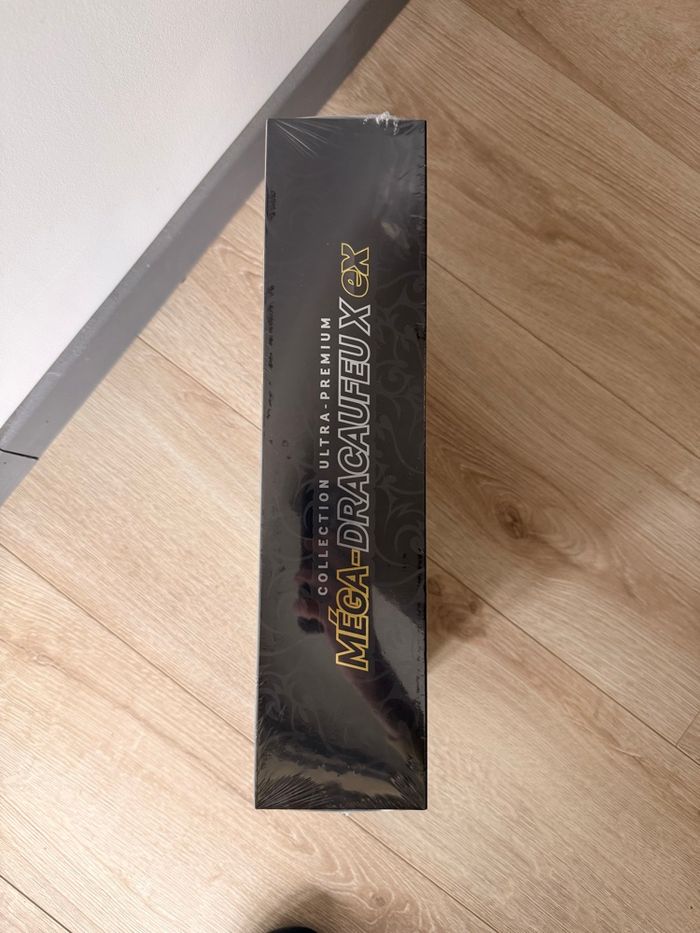 COLLECTION ULTRA-PREMIUM
MÉGA-DRACAUFEU X ex